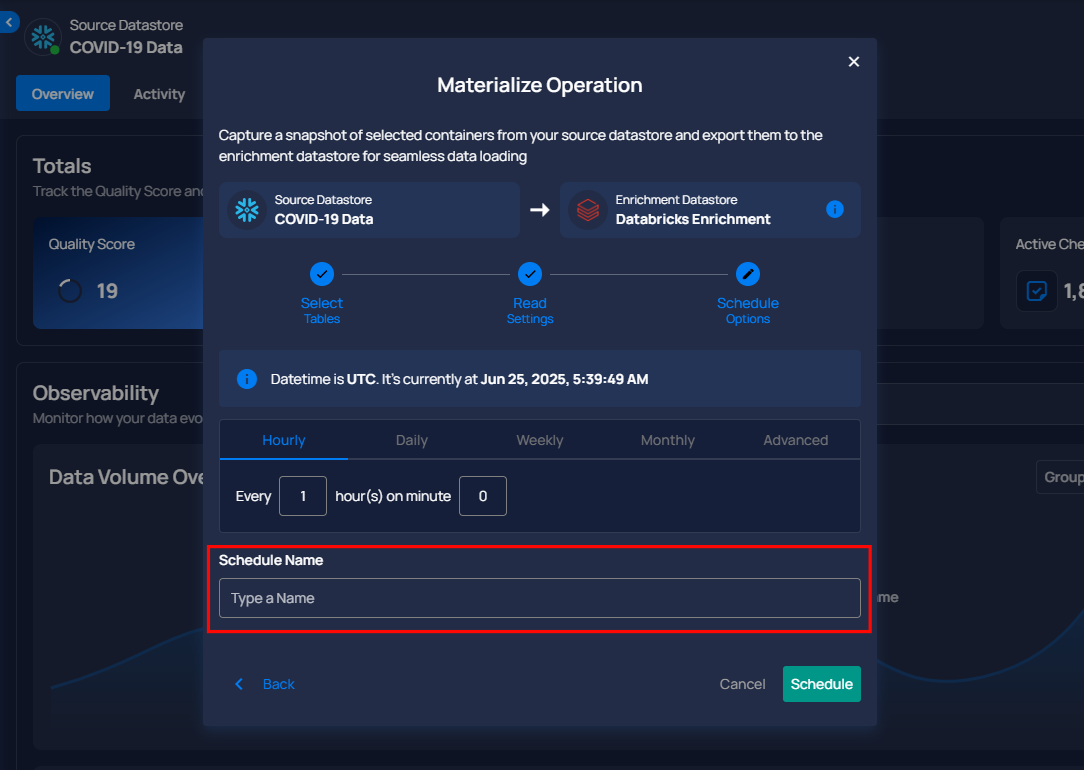 Source Datastore
COVID-19 Data
Overview
Activity
Totals
Track the Quality Score and
Quality Score
19
Active Che
1,8
Observability
Monitor how your data evo
Data Volume Ove
Group
me
Materialize Operation
Capture a snapshot of selected containers from your source datastore and export them to the
enrichment datastore for seamless data loading
Source Datastore
COVID-19 Data
Enrichment Datastore
Databricks Enrichment
Select
Tables
Read
Settings
Schedule
Options
Datetime is UTC. It's currently at Jun 25, 2025, 5:39:49 AM
Hourly
Daily
Weekly
Monthly
Advanced
Every 1 hour(s) on minute 0
Schedule Name
Type a Name
Back
Cancel
Schedule